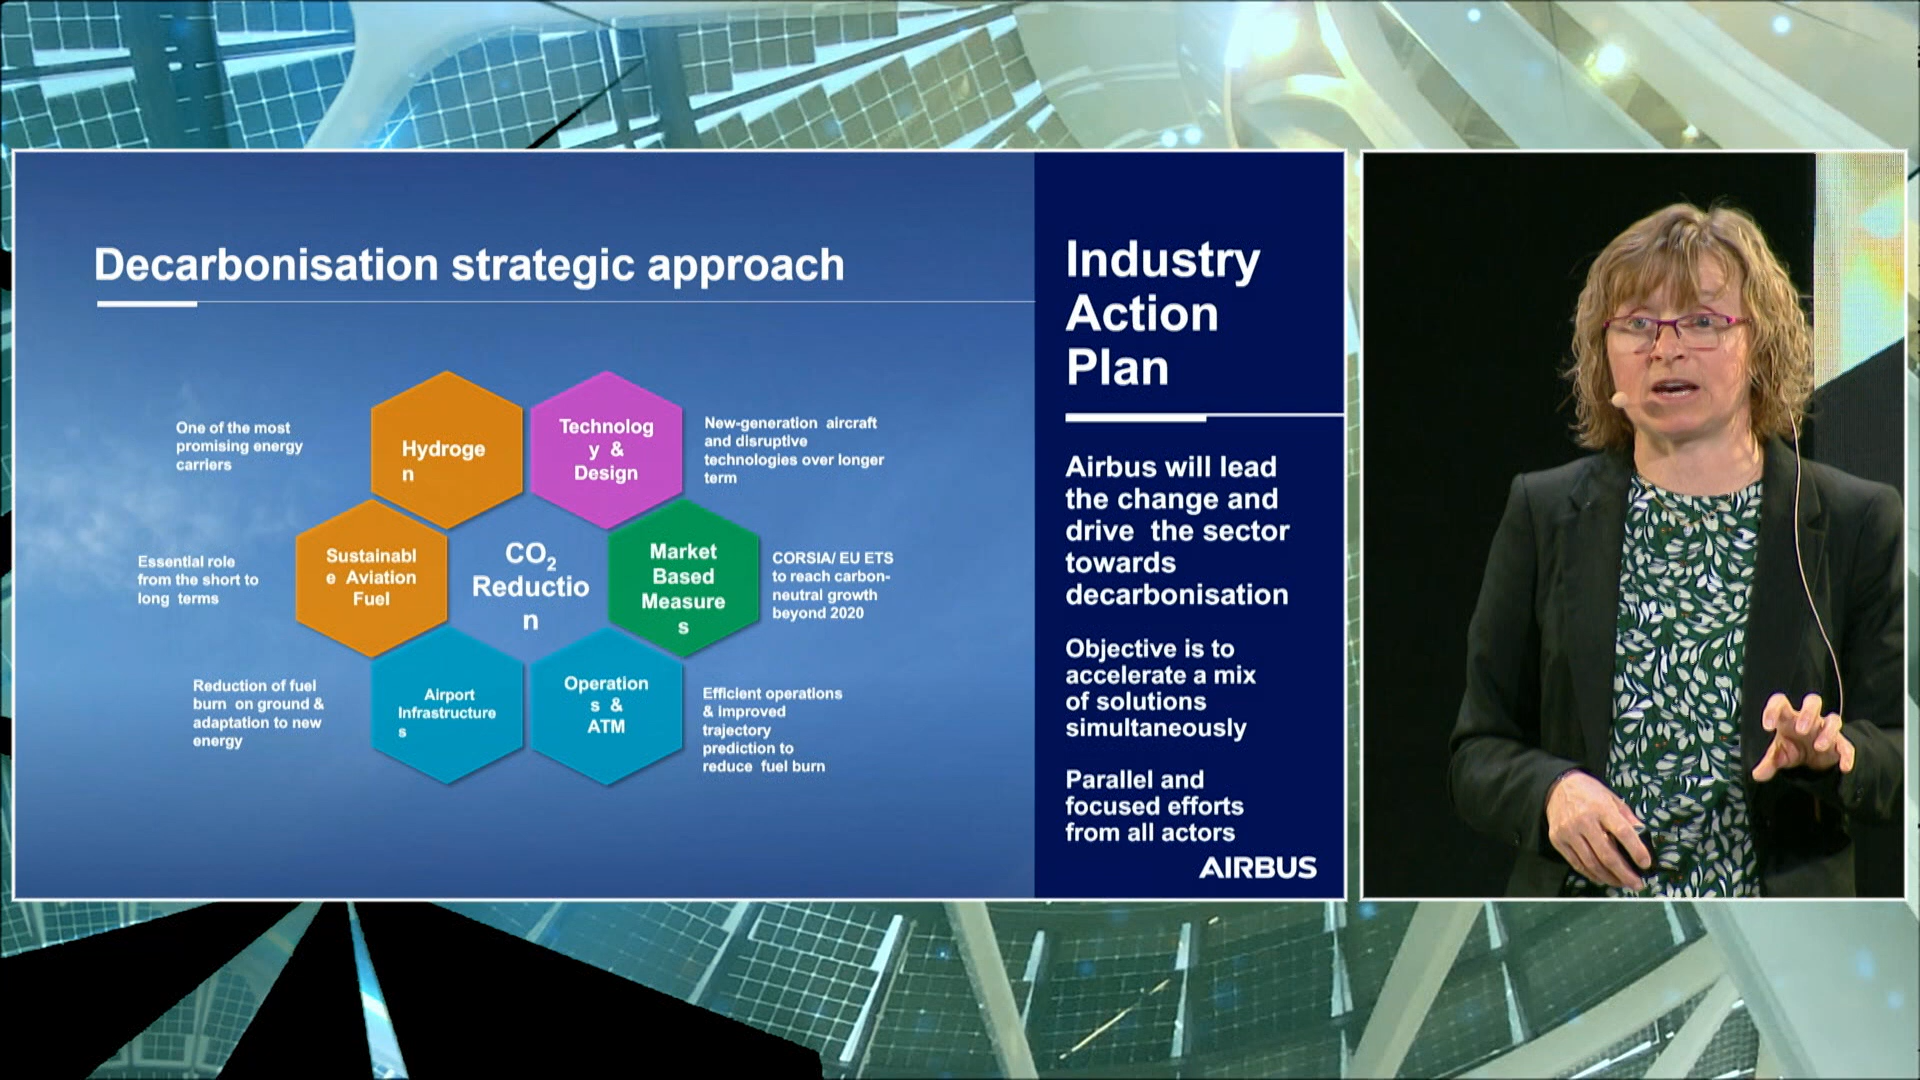 Decarbonisation strategic approach
One of the most
promising energy
carriers
Hydroge
n
Technolog
y &
Design
New-generation aircraft
and disruptive
technologies over longer
term
Essential role
from the short to
long terms
Sustainabl
e Aviation
Fuel
CO₂
Reductio
n
Market
Based
Measure
s
CORSIA/ EU ETS
to reach carbon-
neutral growth
beyond 2020
Reduction of fuel
burn on ground &
adaptation to new
energy
Airport
Infrastructure
s
Operation
s &
ATM
Efficient operations
& improved
trajectory
prediction to
reduce fuel burn
Industry
Action
Plan
Airbus will lead
the change and
drive the sector
towards
decarbonisation
Objective is to
accelerate a mix
of solutions
simultaneously
Parallel and
focused efforts
from all actors
AIRBUS